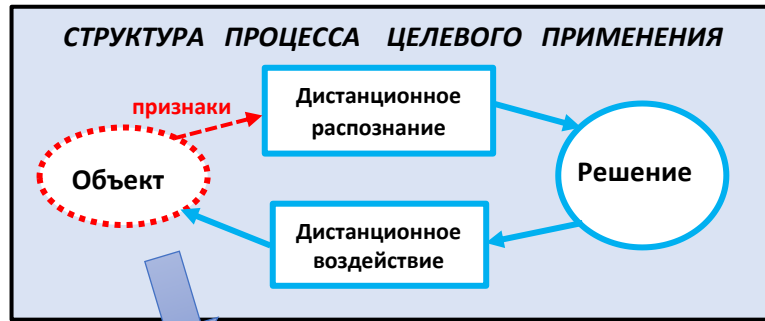 СТРУКТУРА ПРОЦЕССА ЦЕЛЕВОГО ПРИМЕНЕНИЯ
признаки
Дистанционное
распознание
Объект
Решение
Дистанционное
воздействие